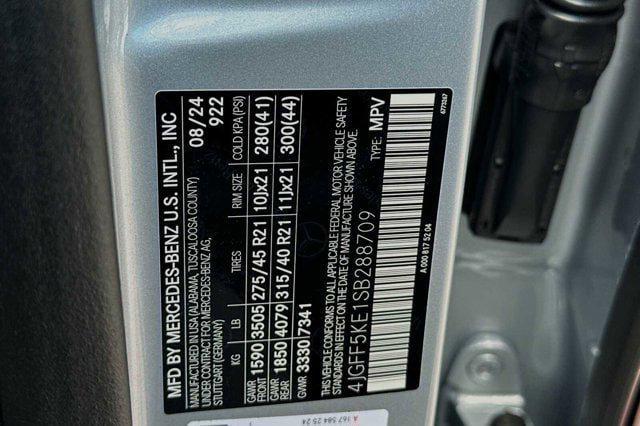 MFD BY MERCEDES-BENZ U.S. INTL., INC
MANUFACTURED IN USA (ALABAMA, TUSCALOOSA COUNTY) 08/24
UNDER CONTRACT FOR MERCEDES-BENZ AG, 922
STUTTGART (GERMANY)
KG LB TIRES RIM SIZE COLD KPA (PSI)
GAWR FRONT 1590 3505 275/45 R21 10Jx21 280(41)
GAWR REAR 1850 4079 315/40 R21 11Jx21 300(44)
GVWR 3330 7341
THIS VEHICLE CONFORMS TO ALL APPLICABLE FEDERAL MOTOR VEHICLE SAFETY
STANDARDS IN EFFECT ON THE DATE OF MANUFACTURE SHOWN ABOVE.
4JGFF5KE1SB288709 TYPE: MPV
A 000 817 52 04
6773287
A 167 584 25 24